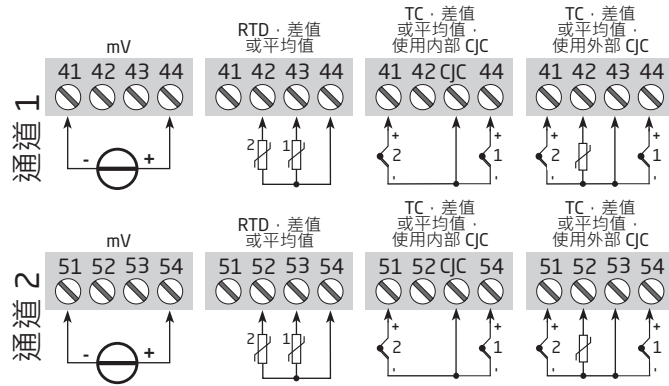 通道 1
mV
41 42 43 44
- +
RTD · 差值
或平均值
41 42 43 44
2 1
TC · 差值
或平均值 ·
使用内部 CJC
41 42 CJC 44
+ +
2 1
- -
TC · 差值
或平均值 ·
使用外部 CJC
41 42 43 44
+ +
2 1
- -
通道 2
mV
51 52 53 54
- +
RTD · 差值
或平均值
51 52 53 54
2 1
TC · 差值
或平均值 ·
使用内部 CJC
51 52 CJC 54
+ +
2 1
- -
TC · 差值
或平均值 ·
使用外部 CJC
51 52 53 54
+ +
2 1
- -